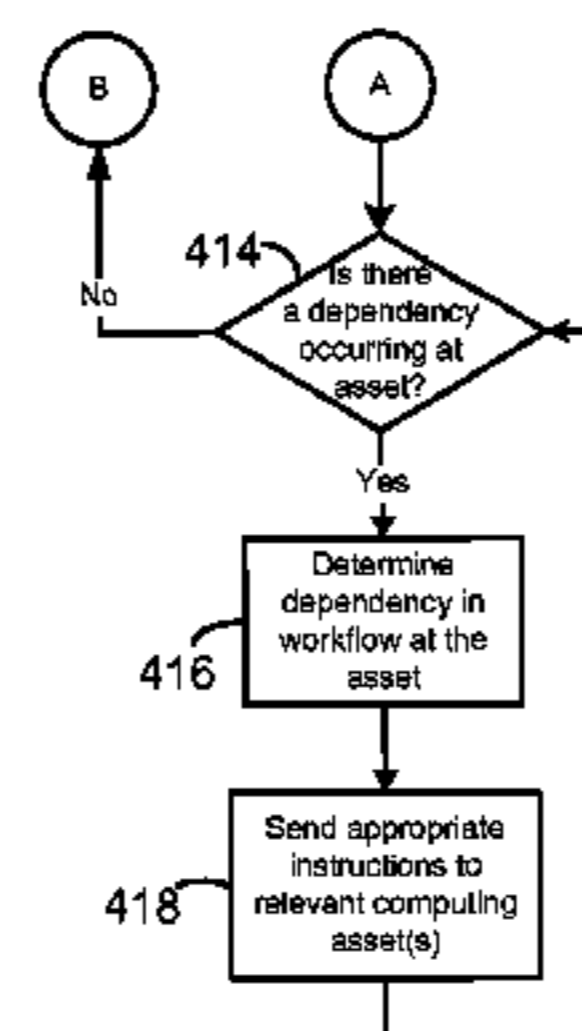 B
A
414
Is there
a dependency
occurring at
asset?
No
Yes
Determine
dependency in
workflow at the
asset
416
Send appropriate
instructions to
relevant computing
asset(s)
418